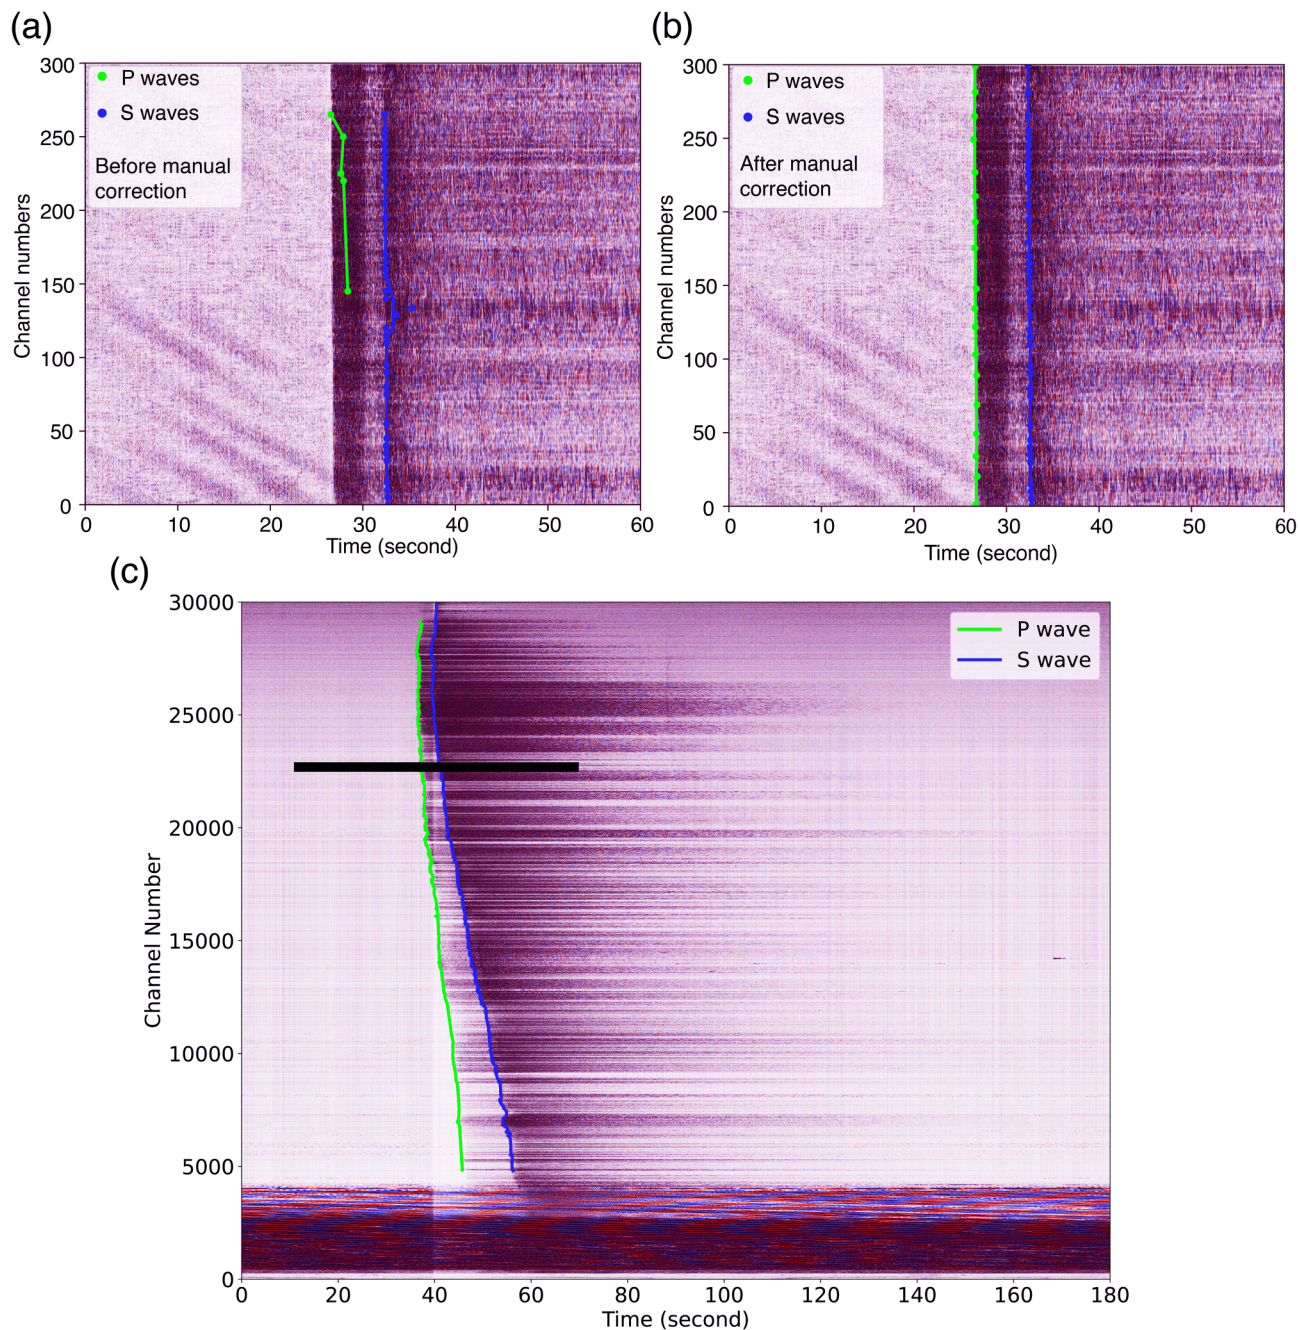 (a)
(b)
300
250
200
150
100
50
0
Channel numbers
P waves
S waves
Before manual
correction
0 10 20 30 40 50 60
Time (second)
300
250
200
150
100
50
0
Channel numbers
P waves
S waves
After manual
correction
0 10 20 30 40 50 60
Time (second)
(c)
30000
25000
20000
15000
10000
5000
0
Channel Number
P wave
S wave
0 20 40 60 80 100 120 140 160 180
Time (second)